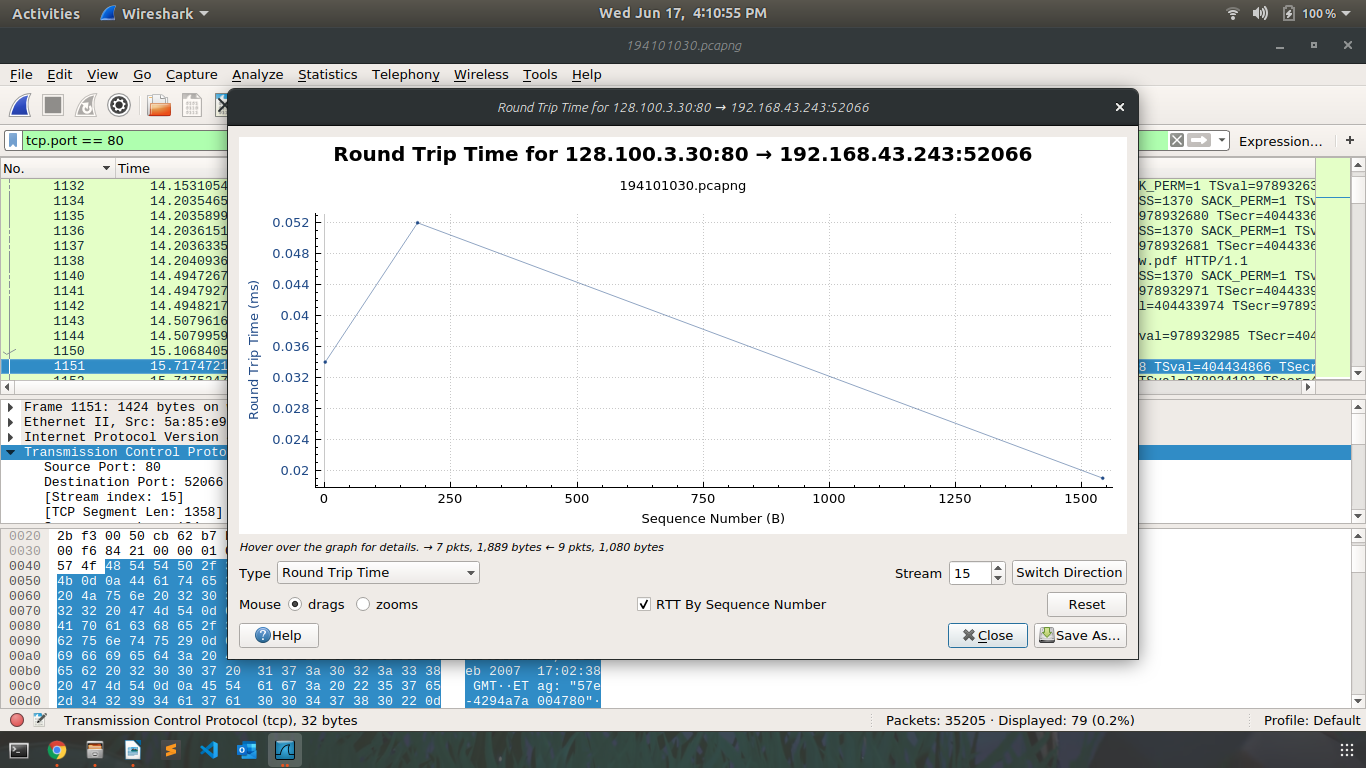 Activities Wireshark Wed Jun 17, 4:10:55 PM 100 %
194101030.pcapng
File Edit View Go Capture Analyze Statistics Telephony Wireless Tools Help
Round Trip Time for 128.100.3.30:80 → 192.168.43.243:52066
tcp.port == 80 Expression… +
No. Time
1132 14.1531054 K_PERM=1 TSval=97893263
1134 14.2035465 SS=1370 SACK_PERM=1 TSv
1135 14.2035899 978932680 TSecr=4044336
1136 14.2036151 SS=1370 SACK_PERM=1 TSv
1137 14.2036335 978932681 TSecr=4044336
1138 14.2040936 w.pdf HTTP/1.1
1140 14.4947267 SS=1370 SACK_PERM=1 TSv
1141 14.4947927 978932971 TSecr=4044339
1142 14.4948217 l=404433974 TSecr=97893
1143 14.5079616
1144 14.5079959 val=978932985 TSecr=404
1150 15.1068405
1151 15.7174721 8 TSval=404434866 TSecr
Round Trip Time for 128.100.3.30:80 → 192.168.43.243:52066
194101030.pcapng
Round Trip Time (ms)
0.052
0.048
0.044
0.04
0.036
0.032
0.028
0.024
0.02
0 250 500 750 1000 1250 1500
Sequence Number (B)
Hover over the graph for details. → 7 pkts, 1,889 bytes ← 9 pkts, 1,080 bytes
Type Round Trip Time Stream 15 Switch Direction
Mouse drags zooms RTT By Sequence Number Reset
Help Close Save As…
Frame 1151: 1424 bytes on
Ethernet II, Src: 5a:85:e9
Internet Protocol Version
Transmission Control Proto
Source Port: 80
Destination Port: 52066
[Stream index: 15]
[TCP Segment Len: 1358]
0020 2b f3 00 50 cb 62 b7
0030 00 f6 84 21 00 00 01
0040 57 4f 48 54 54 50 2f
0050 4b 0d 0a 44 61 74 65
0060 20 4a 75 6e 20 32 30
0070 32 32 20 47 4d 54 0d
0080 41 70 61 63 68 65 2f
0090 62 75 6e 74 75 29 0d
00a0 69 66 69 65 64 3a 20
00b0 65 62 20 32 30 30 37 20 31 37 3a 30 32 3a 33 38 eb 2007 17:02:38
00c0 20 47 4d 54 0d 0a 45 54 61 67 3a 20 22 35 37 65 GMT··ET ag: "57e
00d0 2d 34 32 39 34 61 37 61 30 30 34 37 38 30 22 0d -4294a7a 004780"·
Transmission Control Protocol (tcp), 32 bytes Packets: 35205 · Displayed: 79 (0.2%) Profile: Default